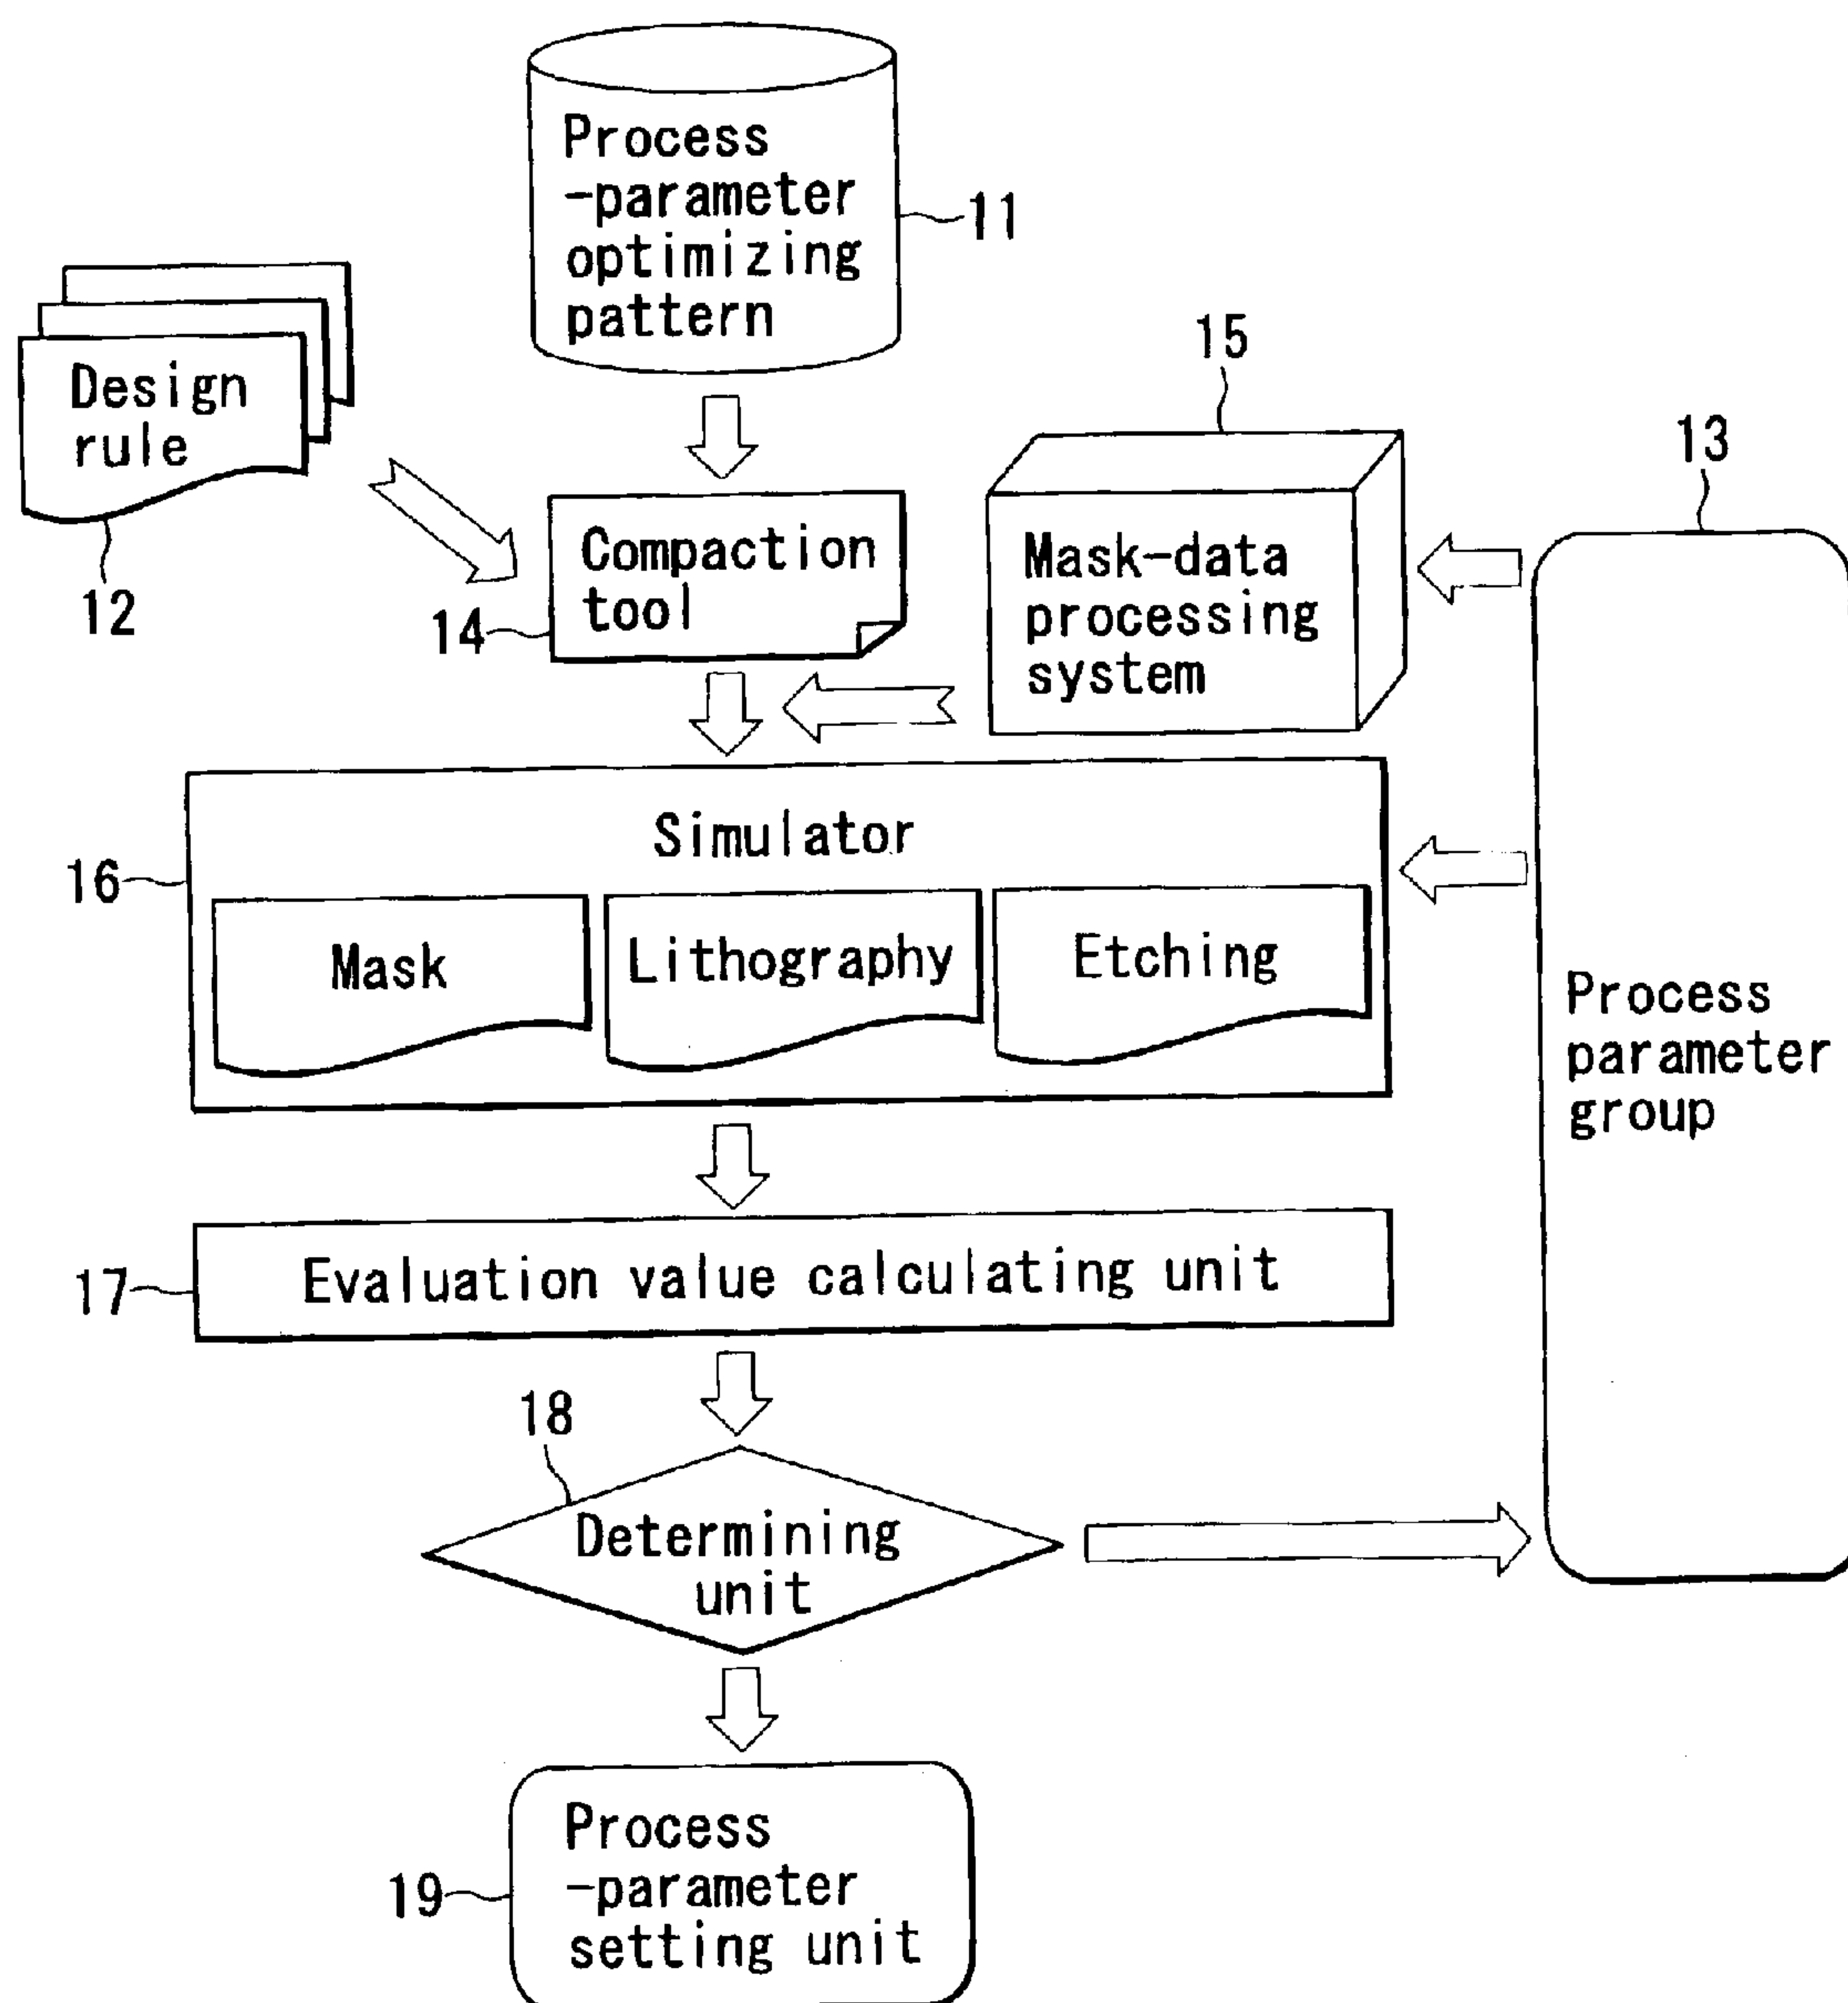 Process
-parameter
optimizing
pattern
11
Design
rule
12
15
13
Compaction
tool
14
Mask-data
processing
system
Simulator
16
Mask
Lithography
Etching
Process
parameter
group
17
Evaluation value calculating unit
18
Determining
unit
19
Process
-parameter
setting unit